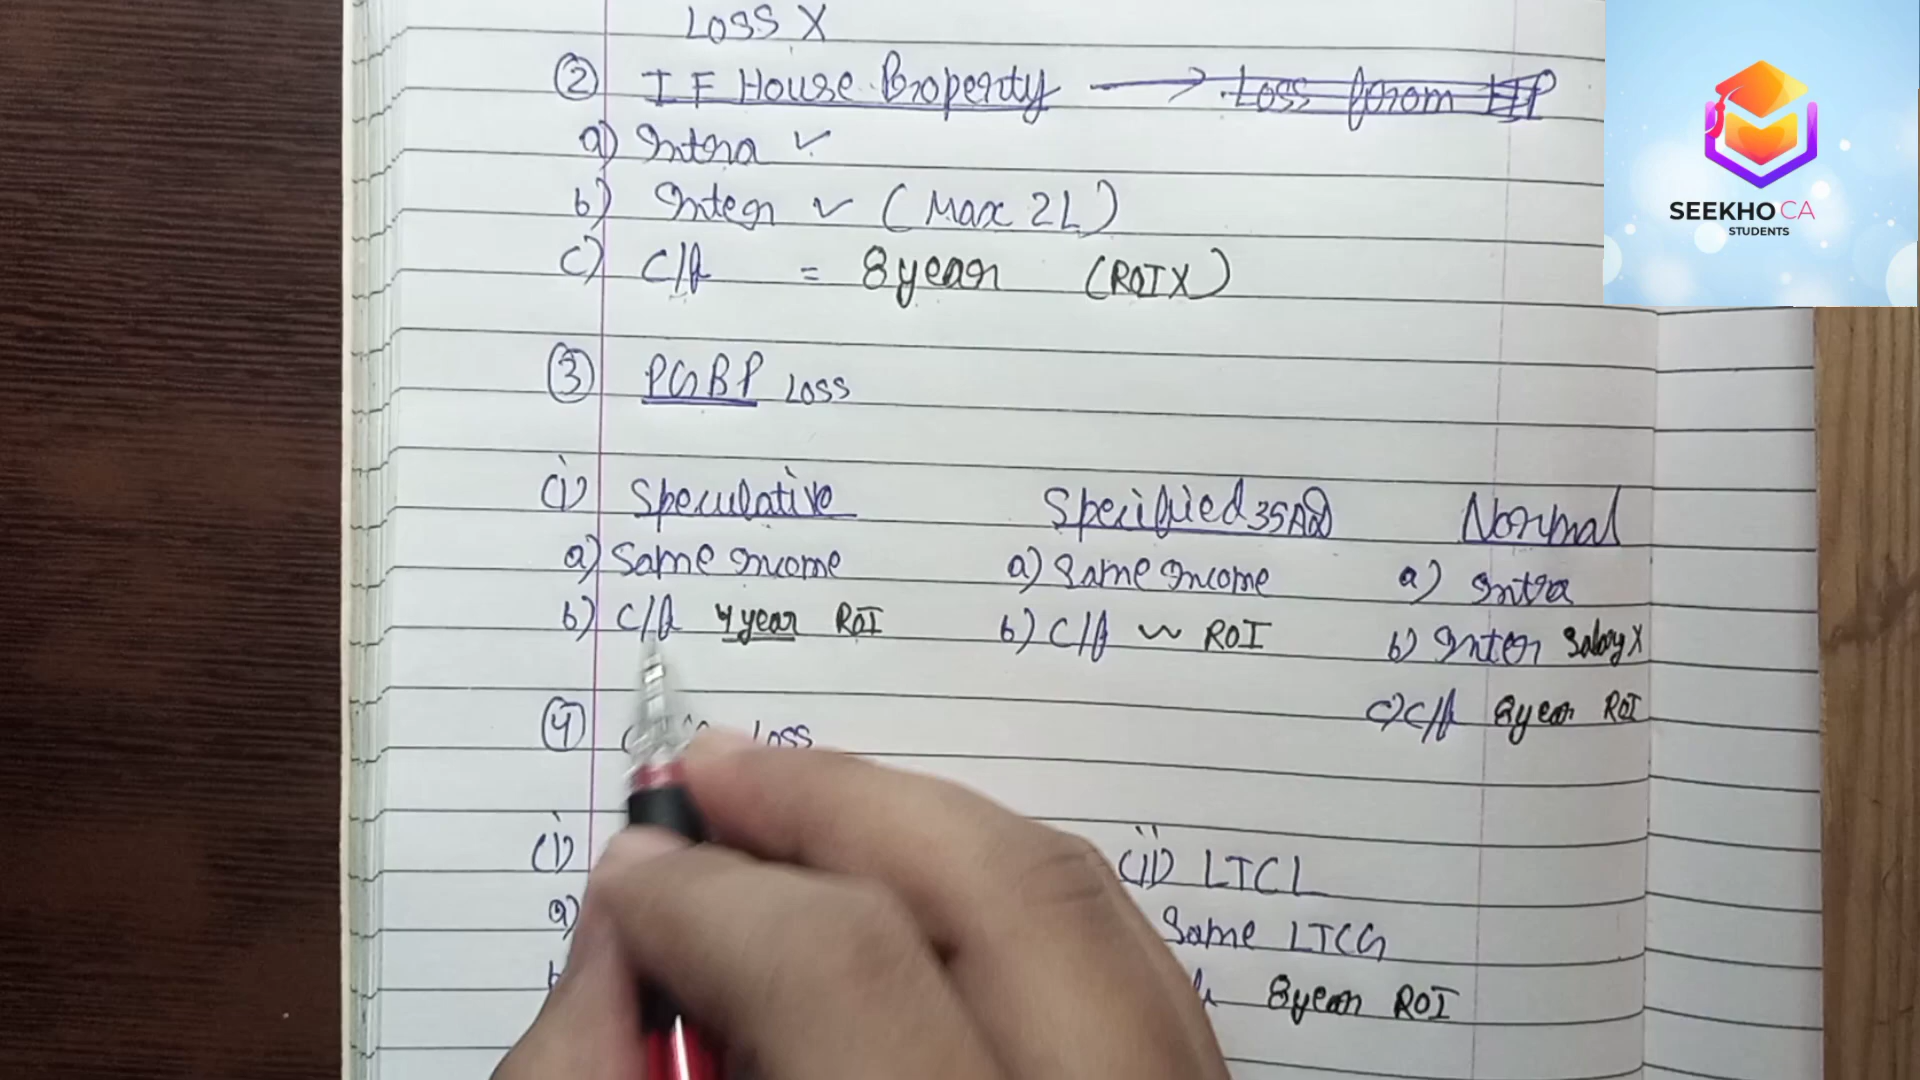 Loss X
② IF House Property → Loss from HP
a) Intra ✓
b) Inter ✓ (Max 2L)
c) C/f = 8 year (ROI X)
③ PGBP Loss
(i) Speculative Specified 35AD Normal
a) Same Income a) Same Income a) Intra
b) C/f 4 year ROI b) C/f ~ ROI b) Inter Salary X
c) C/f 8 year ROI
④ Loss
(i) (ii) LTCL
a) Same LTCG
b 8 year ROI
SEEKHO CA
STUDENTS